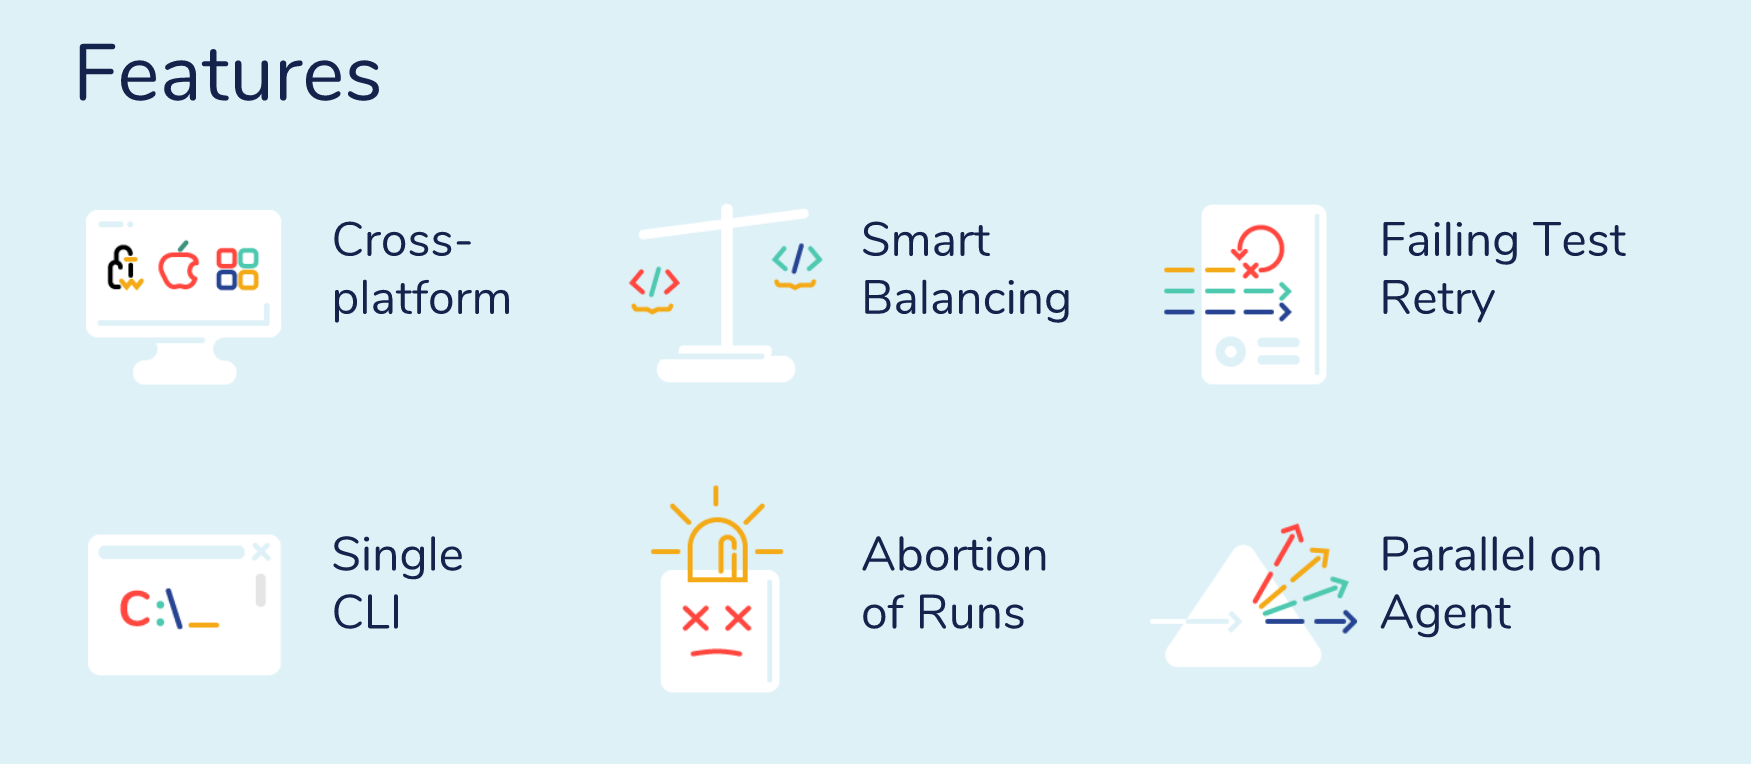 Features
Cross-
platform
Smart
Balancing
Failing Test
Retry
C:\_
Single
CLI
Abortion
of Runs
Parallel on
Agent